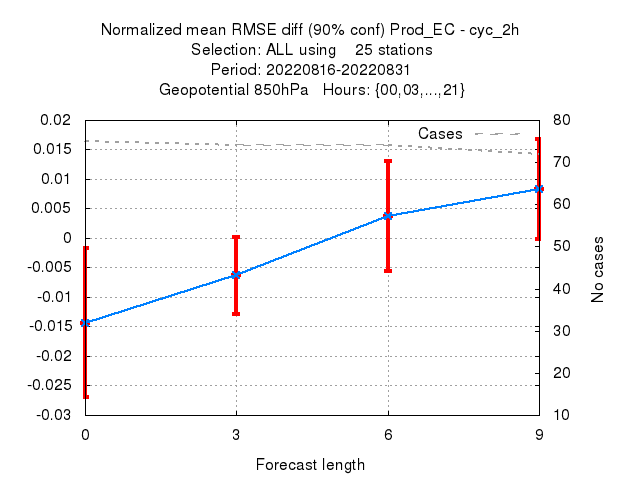 Normalized mean RMSE diff (90% conf) Prod_EC - cyc_2h
Selection: ALL using    25 stations
Period: 20220816-20220831
Geopotential 850hPa   Hours: {00,03,...,21}
Cases
0.02
0.015
0.01
0.005
0
-0.005
-0.01
-0.015
-0.02
-0.025
-0.03
80
70
60
50
40
30
20
10
No cases
0 3 6 9
Forecast length